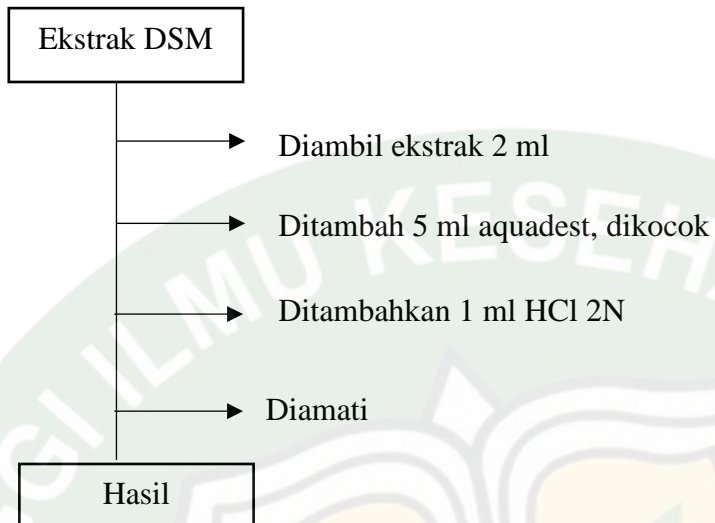 Ekstrak DSM
Diambil ekstrak 2 ml
Ditambah 5 ml aquadest, dikocok
Ditambahkan 1 ml HCl 2N
Diamati
Hasil